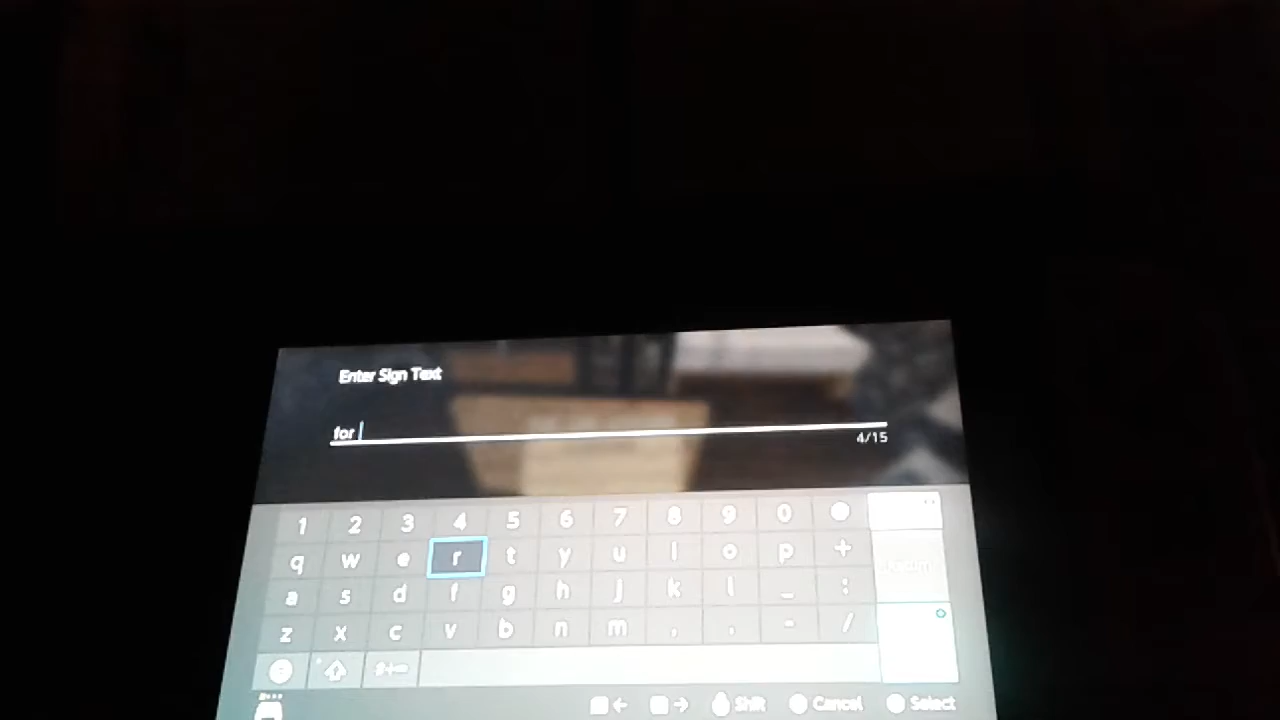 Enter Sign Text
for
4/15
1 2 3 4 5 6 7 8 9 0
q w e r t y u i o p +
a s d f g h j k l _ :
z x c v b n m , . - /
#+=
Shift Cancel Select